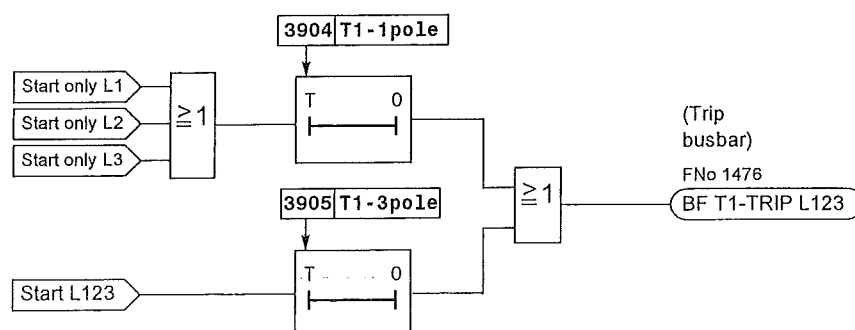 3904 T1-1pole
Start only L1
Start only L2
Start only L3
≥1
T 0
(Trip
busbar)
FNo 1476
BF T1-TRIP L123
≥1
3905 T1-3pole
Start L123
T 0